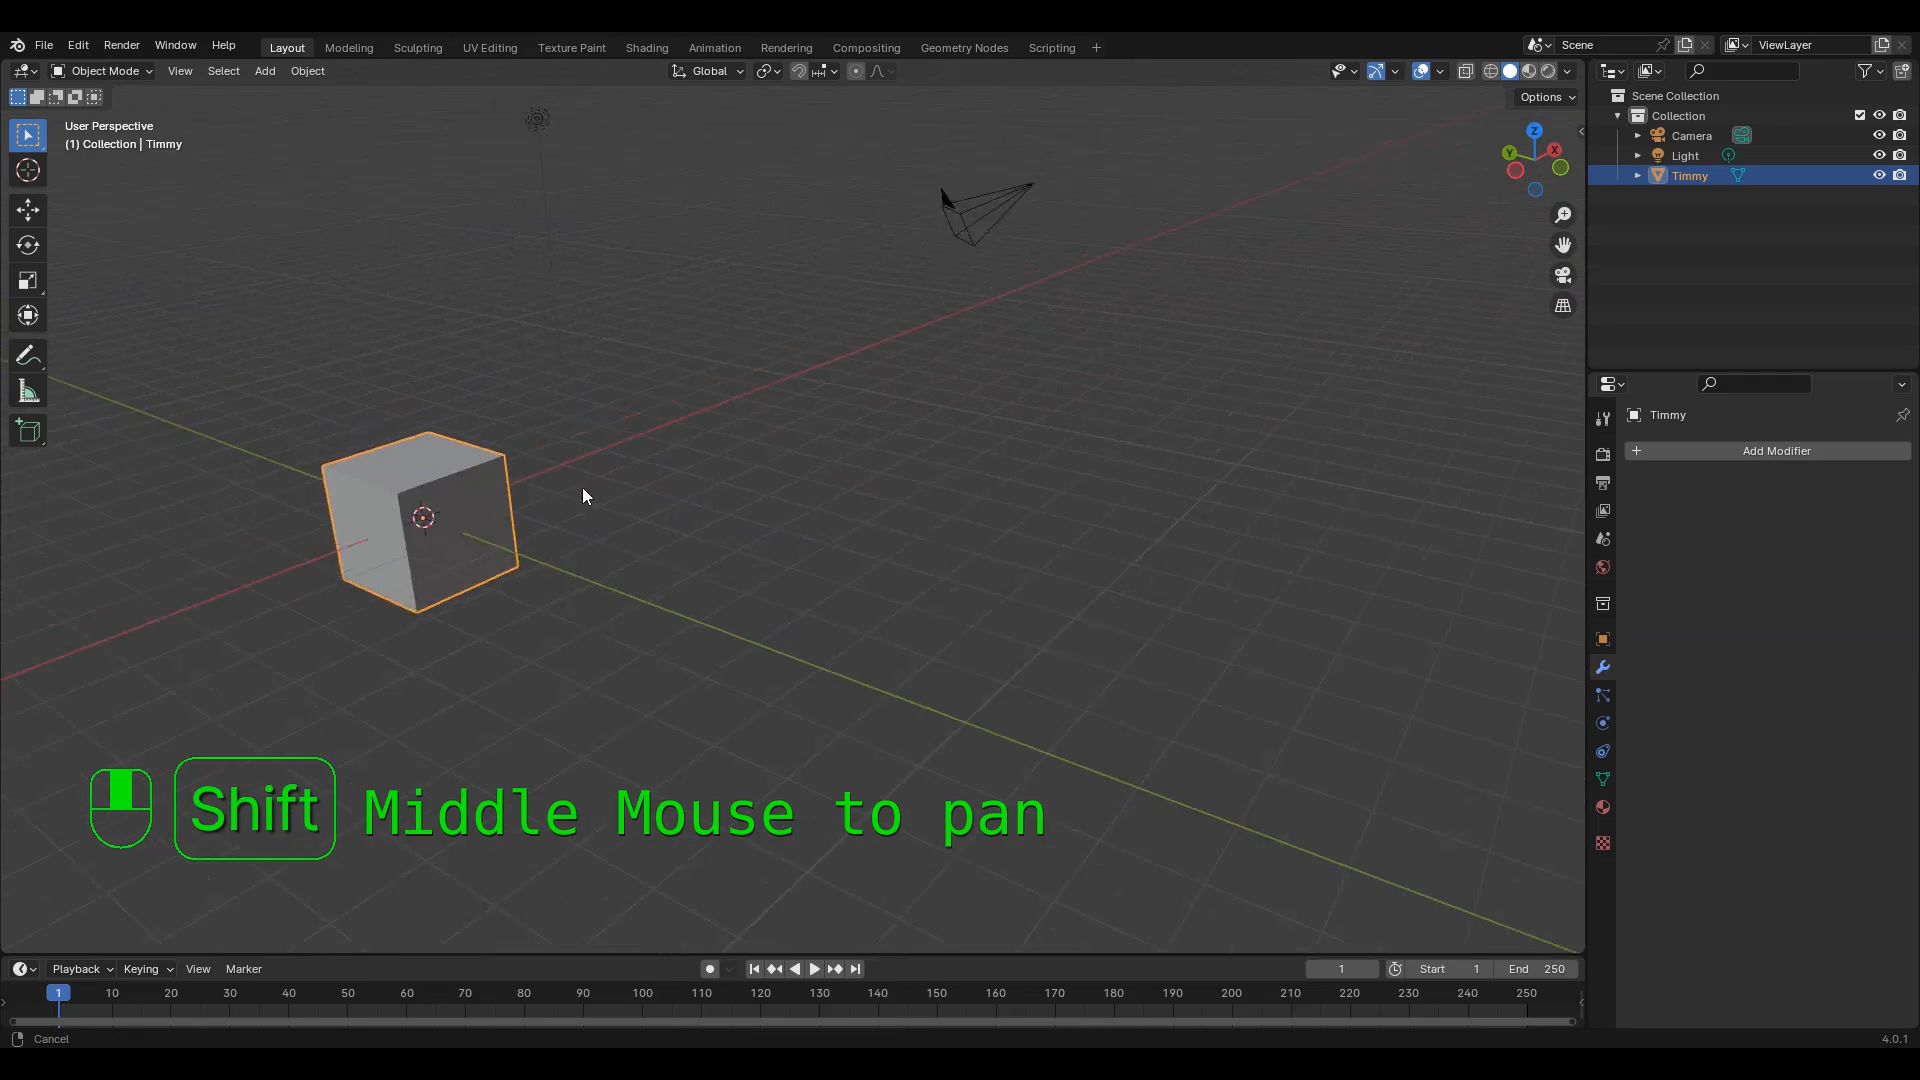 File Edit Render Window Help Layout Modeling Sculpting UV Editing Texture Paint Shading Animation Rendering Compositing Geometry Nodes Scripting Scene ViewLayer
Object Mode View Select Add Object Global
Options
User Perspective
(1) Collection | Timmy
Z
Y
X
Scene Collection
Collection
Camera
Light
Timmy
Timmy
Add Modifier
Shift Middle Mouse to pan
Playback Keying View Marker 1 Start 1 End 250
1 10 20 30 40 50 60 70 80 90 100 110 120 130 140 150 160 170 180 190 200 210 220 230 240 250
Cancel 4.0.1